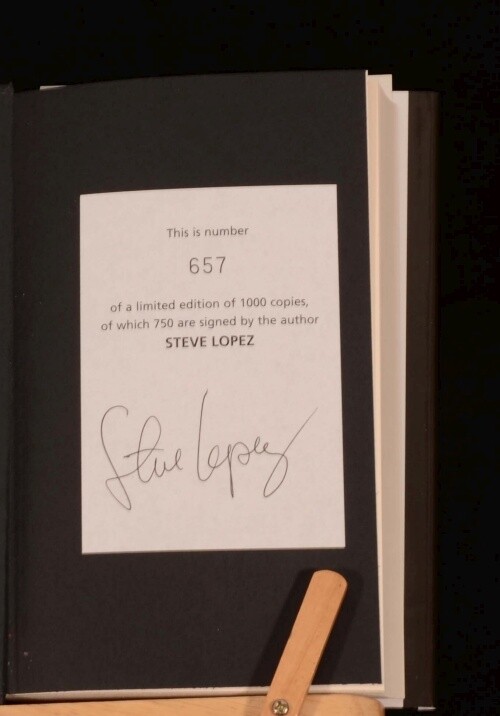 This is number
657
of a limited edition of 1000 copies,
of which 750 are signed by the author
STEVE LOPEZ
Steve Lopez